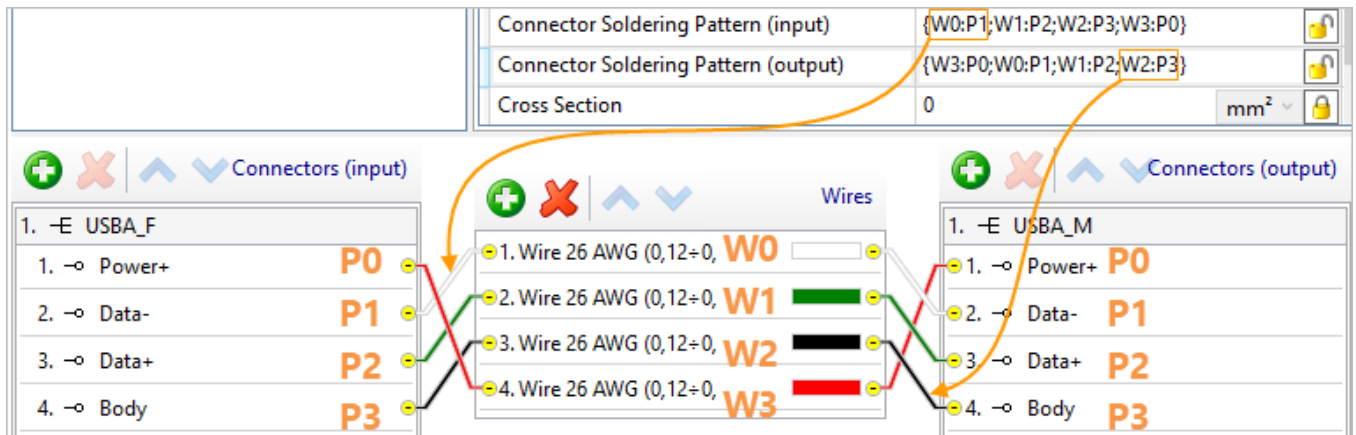 Connector Soldering Pattern (input) {W0:P1;W1:P2;W2:P3;W3:P0}
Connector Soldering Pattern (output) {W3:P0;W0:P1;W1:P2;W2:P3}
Cross Section 0 mm²
Connectors (input)
Wires
Connectors (output)
1. USBA_F
1. Power+ P0
2. Data- P1
3. Data+ P2
4. Body P3
1. Wire 26 AWG (0,12÷0, W0
2. Wire 26 AWG (0,12÷0, W1
3. Wire 26 AWG (0,12÷0, W2
4. Wire 26 AWG (0,12÷0, W3
1. USBA_M
1. Power+ P0
2. Data- P1
3. Data+ P2
4. Body P3